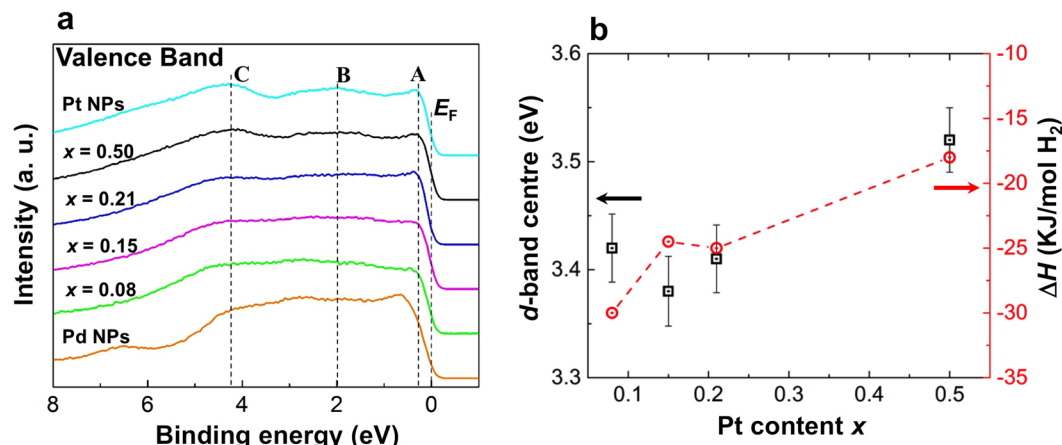 a
Valence Band
C
B
A
E_F
Pt NPs
x = 0.50
x = 0.21
x = 0.15
x = 0.08
Pd NPs
Intensity (a. u.)
8
6
4
2
0
Binding energy (eV)
b
3.6
3.5
3.4
3.3
d-band centre (eV)
0.1
0.2
0.3
0.4
0.5
Pt content x
-10
-15
-20
-25
-30
-35
ΔH (KJ/mol H₂)